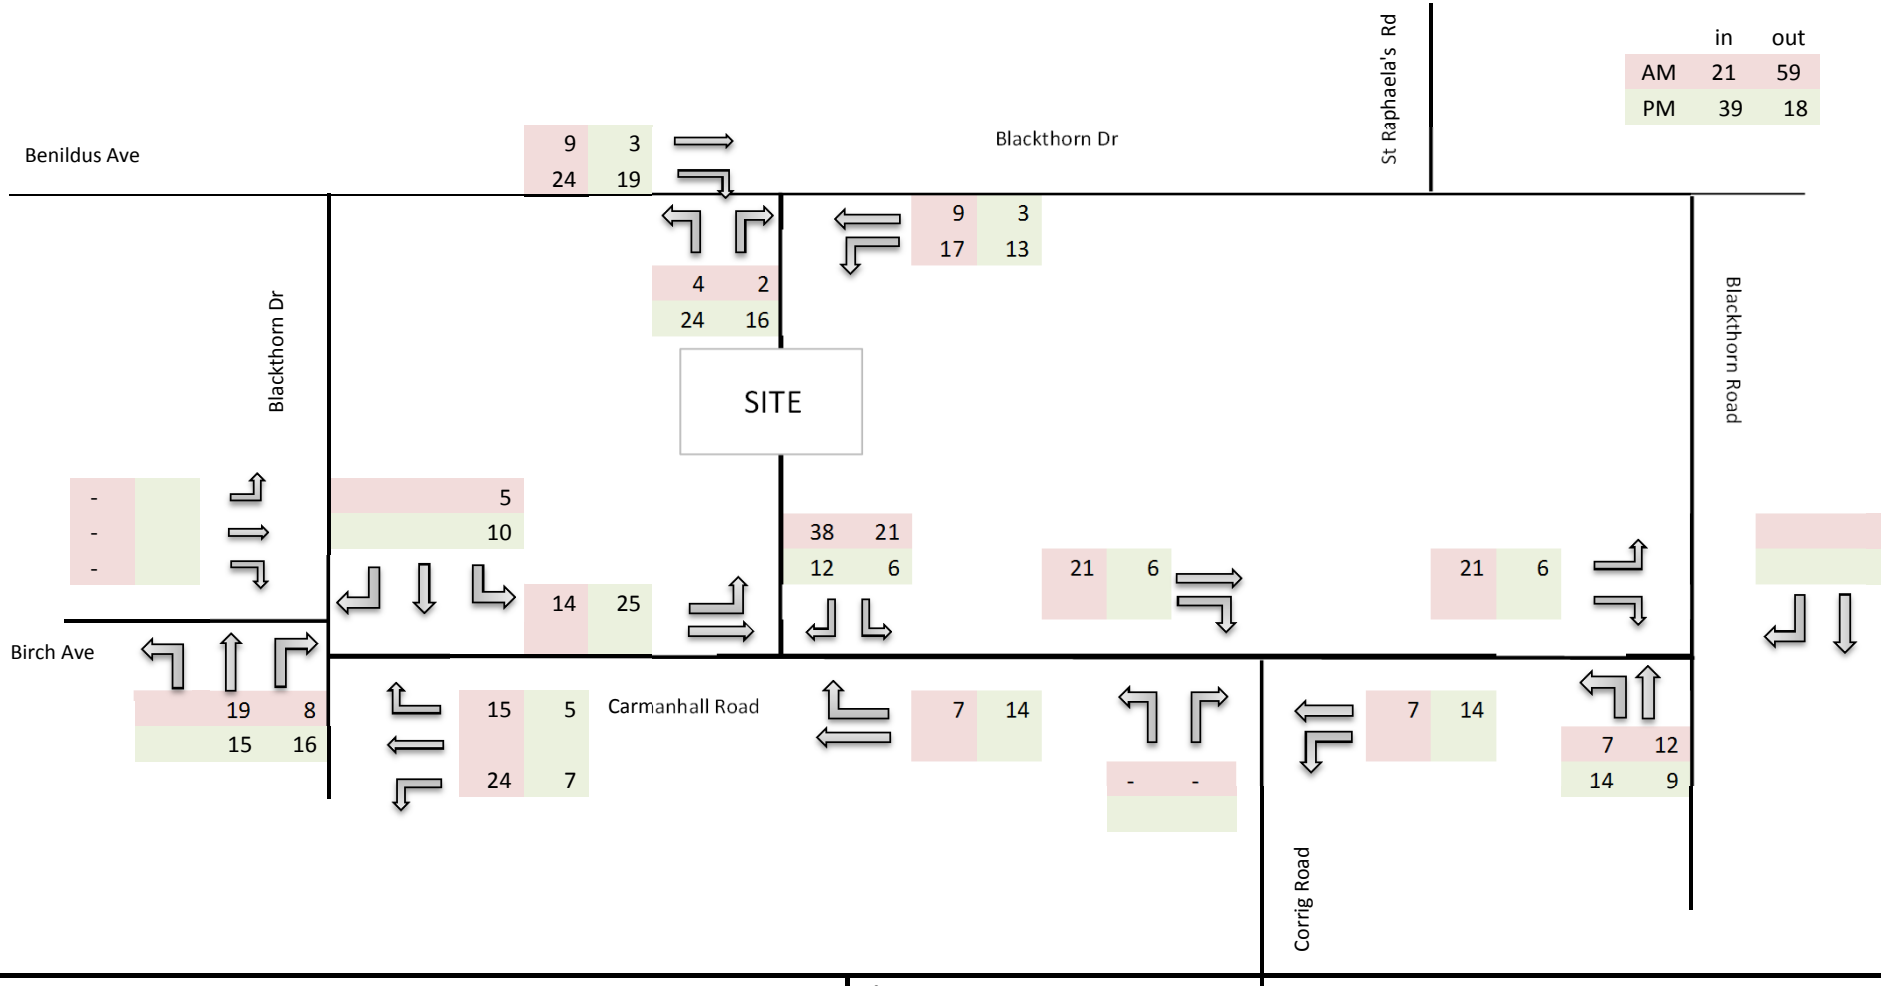 in out
AM 21 59
PM 39 18
St Raphaela's Rd
Blackthorn Dr
Benildus Ave
9 3
24 19
9 3
17 13
4 2
24 16
SITE
Blackthorn Dr
Blackthorn Road
-
-
-
5
10
38 21
12 6
14 25
21 6
21 6
Birch Ave
19 8
15 16
15 5
24 7
Carmanhall Road
7 14
- -
7 14
7 12
14 9
Corrig Road